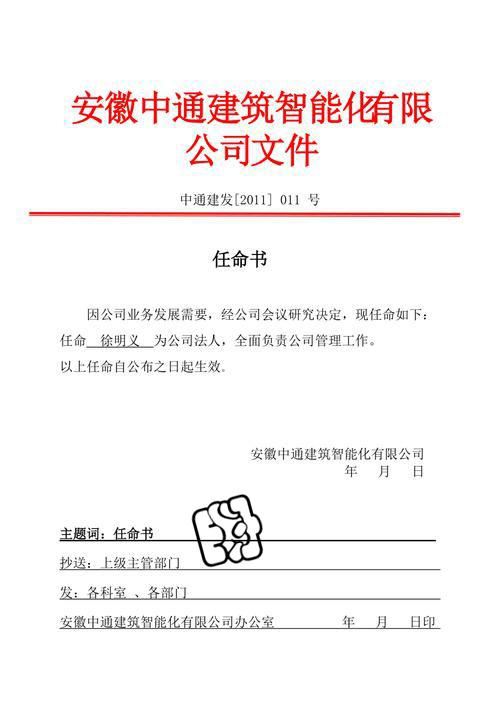 安徽中通建筑智能化有限
公司文件
中通建发[2011] 011 号
任命书
因公司业务发展需要，经公司会议研究决定，现任命如下：
任命 徐明义 为公司法人，全面负责公司管理工作。
以上任命自公布之日起生效。
安徽中通建筑智能化有限公司
年 月 日
主题词：任命书
抄送：上级主管部门
发：各科室 、各部门
安徽中通建筑智能化有限公司办公室 年 月 日印